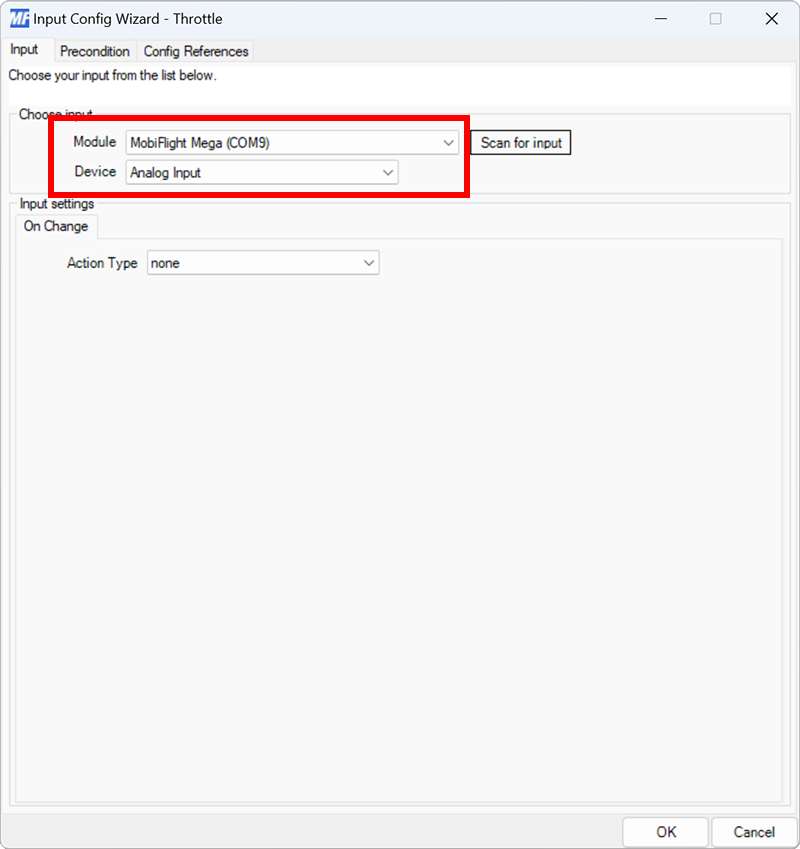 MF Input Config Wizard - Throttle
Input Precondition Config References
Choose your input from the list below.
Choose input
Module MobiFlight Mega (COM9) Scan for input
Device Analog Input
Input settings
On Change
Action Type none
OK Cancel